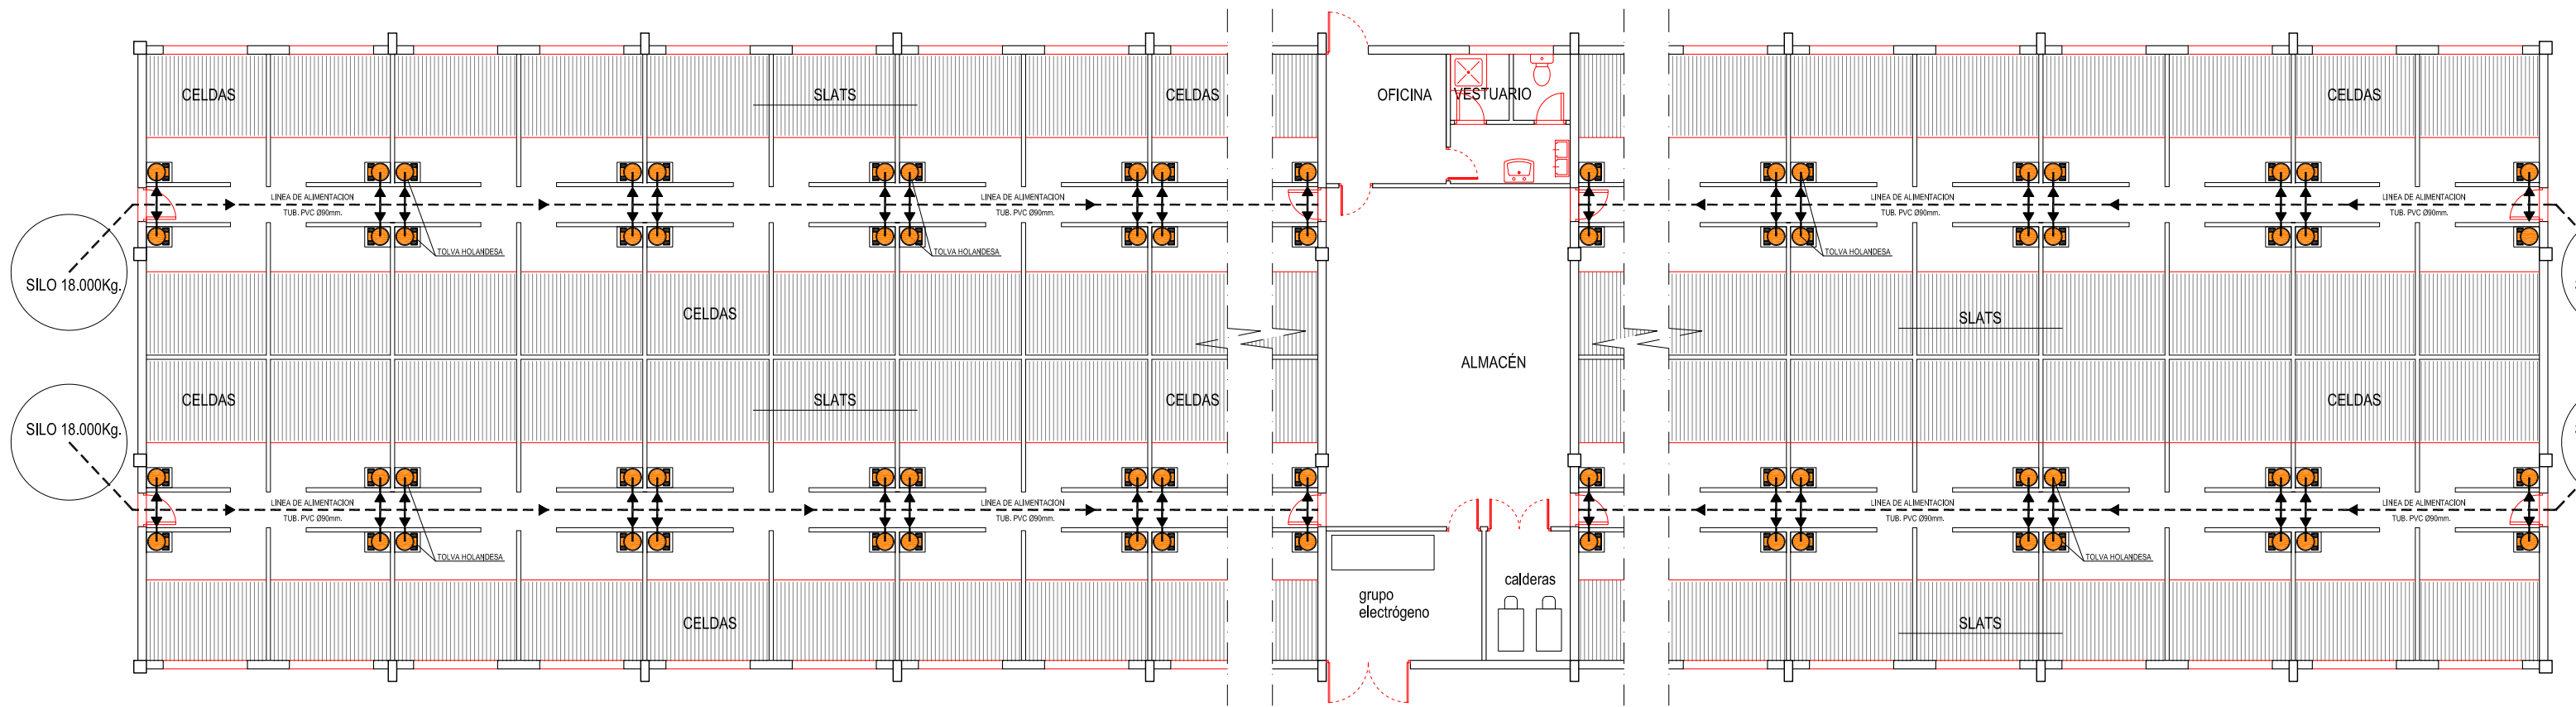 CELDAS
SLATS
CELDAS
OFICINA
VESTUARIO
CELDAS
LINEA DE ALIMENTACION
TUB. PVC Ø90mm.
LINEA DE ALIMENTACION
TUB. PVC Ø90mm.
LINEA DE ALIMENTACION
TUB. PVC Ø90mm.
LINEA DE ALIMENTACION
TUB. PVC Ø90mm.
TOLVA HOLANDESA
TOLVA HOLANDESA
TOLVA HOLANDESA
SILO 18.000Kg.
CELDAS
SLATS
ALMACÉN
CELDAS
SLATS
CELDAS
CELDAS
SILO 18.000Kg.
LINEA DE ALIMENTACION
TUB. PVC Ø90mm.
LINEA DE ALIMENTACION
TUB. PVC Ø90mm.
LINEA DE ALIMENTACION
TUB. PVC Ø90mm.
LINEA DE ALIMENTACION
TUB. PVC Ø90mm.
TOLVA HOLANDESA
TOLVA HOLANDESA
calderas
grupo
electrógeno
CELDAS
SLATS